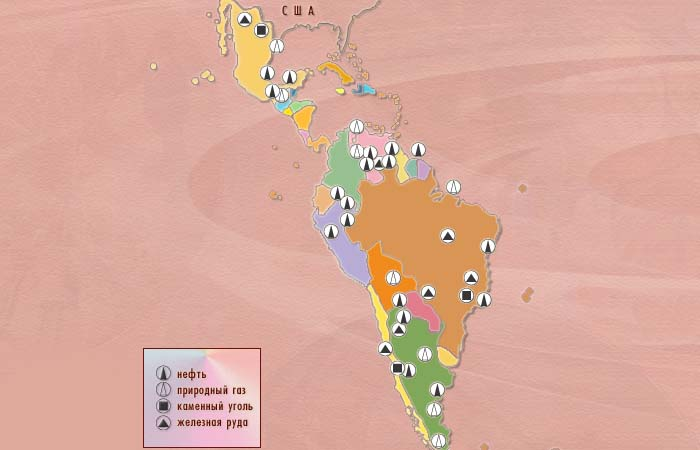 США
нефть
природный газ
каменный уголь
железная руда